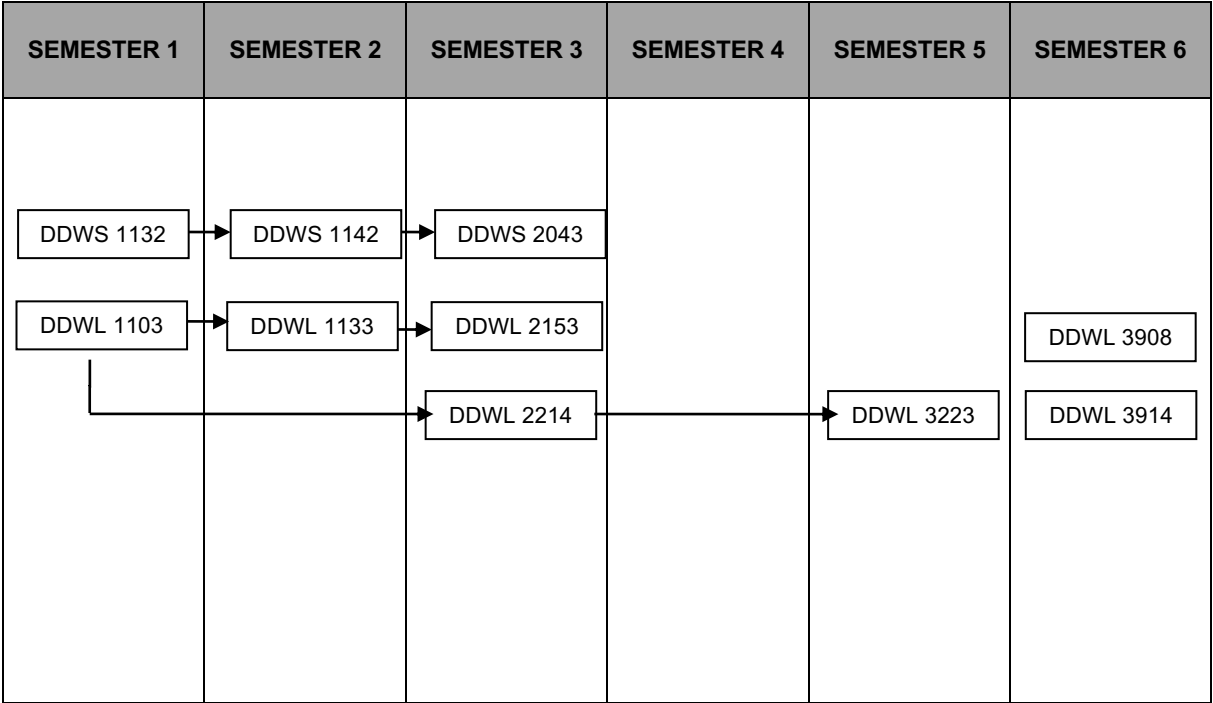 SEMESTER 1 SEMESTER 2 SEMESTER 3 SEMESTER 4 SEMESTER 5 SEMESTER 6
DDWS 1132 DDWS 1142 DDWS 2043
DDWL 1103 DDWL 1133 DDWL 2153 DDWL 3908
DDWL 2214 DDWL 3223 DDWL 3914